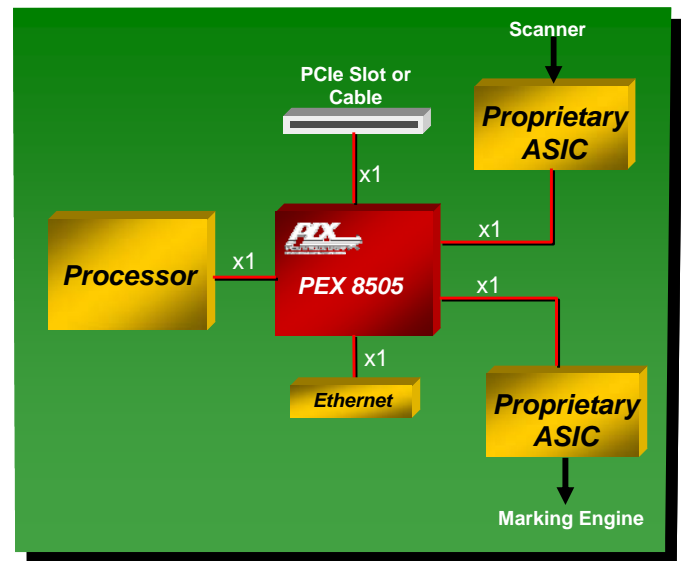 Scanner
PCIe Slot or
Cable
Proprietary
ASIC
x1
x1
PLX
Processor
x1
PEX 8505
x1
x1
Ethernet
Proprietary
ASIC
Marking Engine